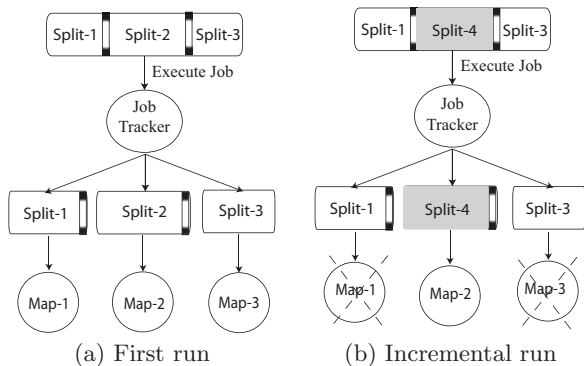 Split-1 Split-2 Split-3
Execute Job
Job
Tracker
Split-1 Split-2 Split-3
Map-1 Map-2 Map-3
(a) First run
Split-1 Split-4 Split-3
Execute Job
Job
Tracker
Split-1 Split-4 Split-3
Map-1 Map-2 Map-3
(b) Incremental run